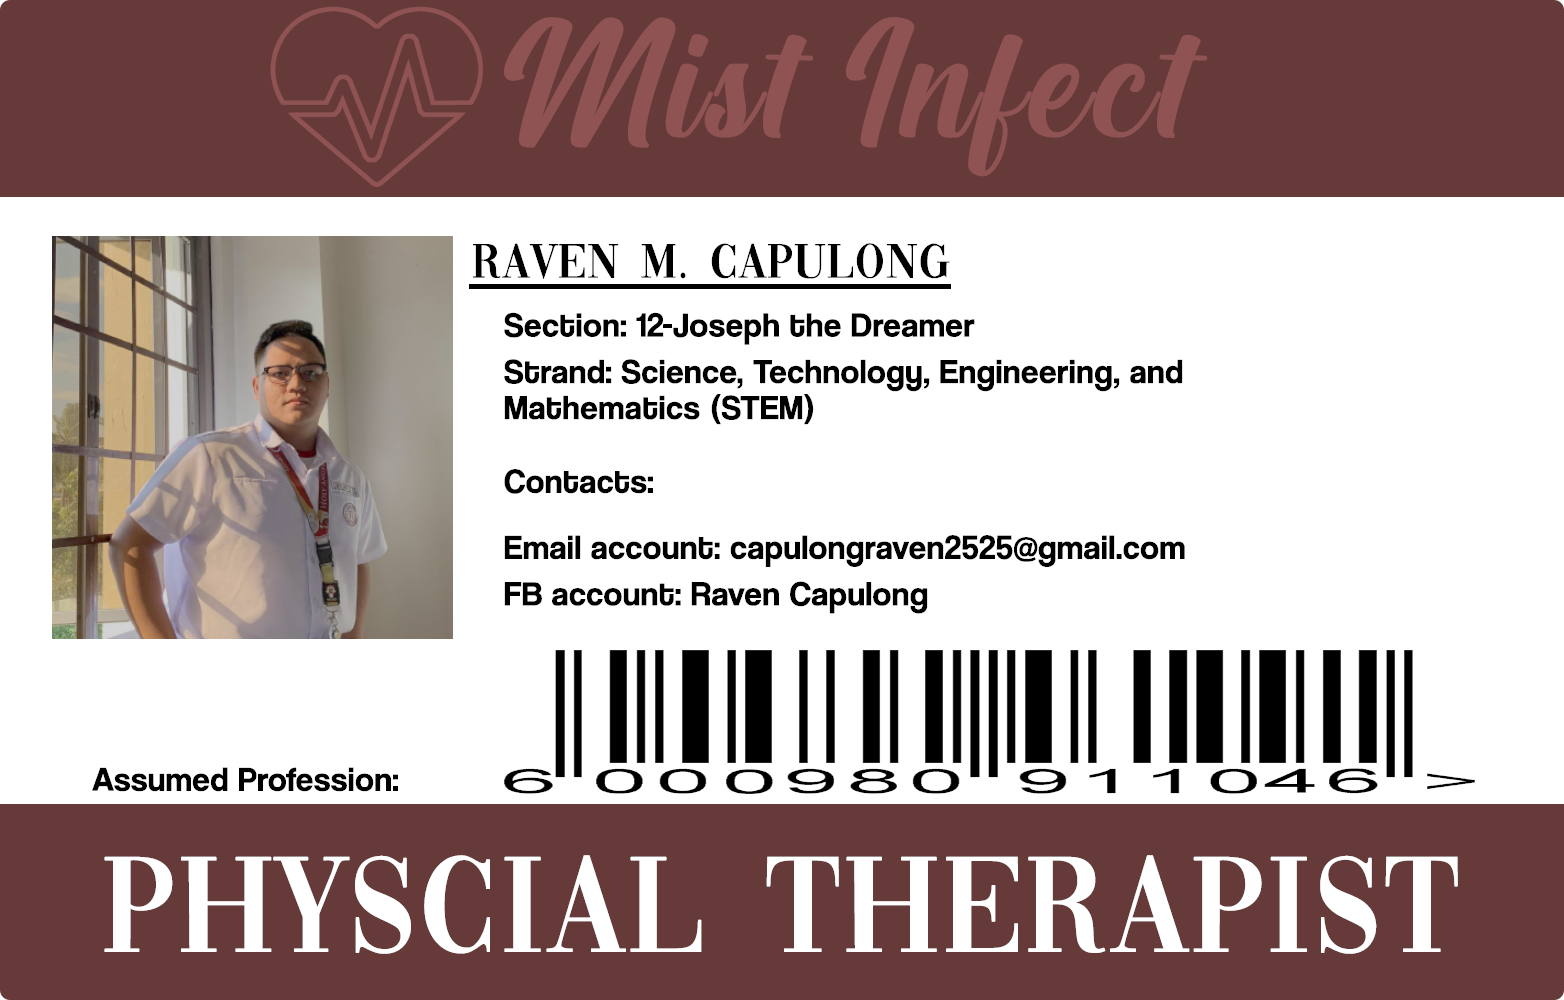 Mist Infect
RAVEN M. CAPULONG
Section: 12-Joseph the Dreamer
Strand: Science, Technology, Engineering, and
Mathematics (STEM)
Contacts:
Email account: capulongraven2525@gmail.com
FB account: Raven Capulong
6 000980 911046 >
Assumed Profession:
PHYSCIAL THERAPIST